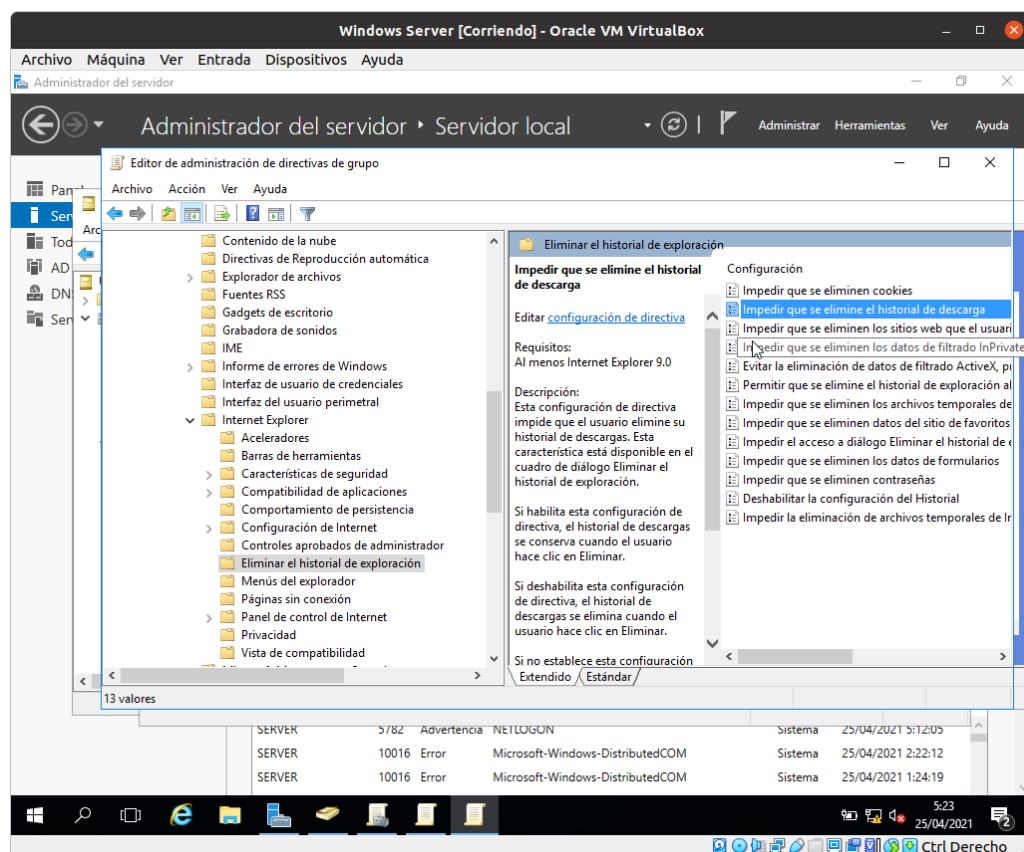 Windows Server [Corriendo] - Oracle VM VirtualBox
Archivo Máquina Ver Entrada Dispositivos Ayuda
Administrador del servidor
Administrador del servidor Servidor local
Administrar Herramientas Ver Ayuda
Editor de administración de directivas de grupo
Archivo Acción Ver Ayuda
Pan
Ser
Tod
AD
DN
Ser
Arc
Contenido de la nube
Directivas de Reproducción automática
Explorador de archivos
Fuentes RSS
Gadgets de escritorio
Grabadora de sonidos
IME
Informe de errores de Windows
Interfaz de usuario de credenciales
Interfaz del usuario perimetral
Internet Explorer
Aceleradores
Barras de herramientas
Características de seguridad
Compatibilidad de aplicaciones
Comportamiento de persistencia
Configuración de Internet
Controles aprobados de administrador
Eliminar el historial de exploración
Menús del explorador
Páginas sin conexión
Panel de control de Internet
Privacidad
Vista de compatibilidad
Eliminar el historial de exploración
Impedir que se elimine el historial
de descarga
Editar configuración de directiva
Requisitos:
Al menos Internet Explorer 9.0
Descripción:
Esta configuración de directiva
impide que el usuario elimine su
historial de descargas. Esta
característica está disponible en el
cuadro de diálogo Eliminar el
historial de exploración.
Si habilita esta configuración de
directiva, el historial de descargas
se conserva cuando el usuario
hace clic en Eliminar.
Si deshabilita esta configuración
de directiva, el historial de
descargas se elimina cuando el
usuario hace clic en Eliminar.
Si no establece esta configuración
Configuración
Impedir que se eliminen cookies
Impedir que se elimine el historial de descarga
Impedir que se eliminen los sitios web que el usuari
Impedir que se eliminen los datos de filtrado InPrivate
Evitar la eliminación de datos de filtrado ActiveX, p
Permitir que se elimine el historial de exploración al
Impedir que se eliminen los archivos temporales de
Impedir que se eliminen datos del sitio de favoritos
Impedir el acceso a diálogo Eliminar el historial de e
Impedir que se eliminen los datos de formularios
Impedir que se eliminen contraseñas
Deshabilitar la configuración del Historial
Impedir la eliminación de archivos temporales de Ir
Extendido Estándar
13 valores
SERVER 5782 Advertencia NETLOGON Sistema 25/04/2021 5:12:05
SERVER 10016 Error Microsoft-Windows-DistributedCOM Sistema 25/04/2021 2:22:12
SERVER 10016 Error Microsoft-Windows-DistributedCOM Sistema 25/04/2021 1:24:19
5:23
25/04/2021
2
Ctrl Derecho